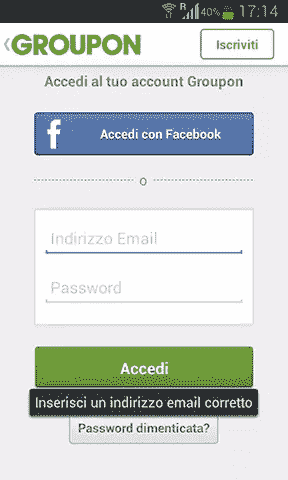 R 40% 17:14
GROUPON Iscriviti
Accedi al tuo account Groupon
f Accedi con Facebook
o
Indirizzo Email
Password
Accedi
Inserisci un indirizzo email corretto
Password dimenticata?